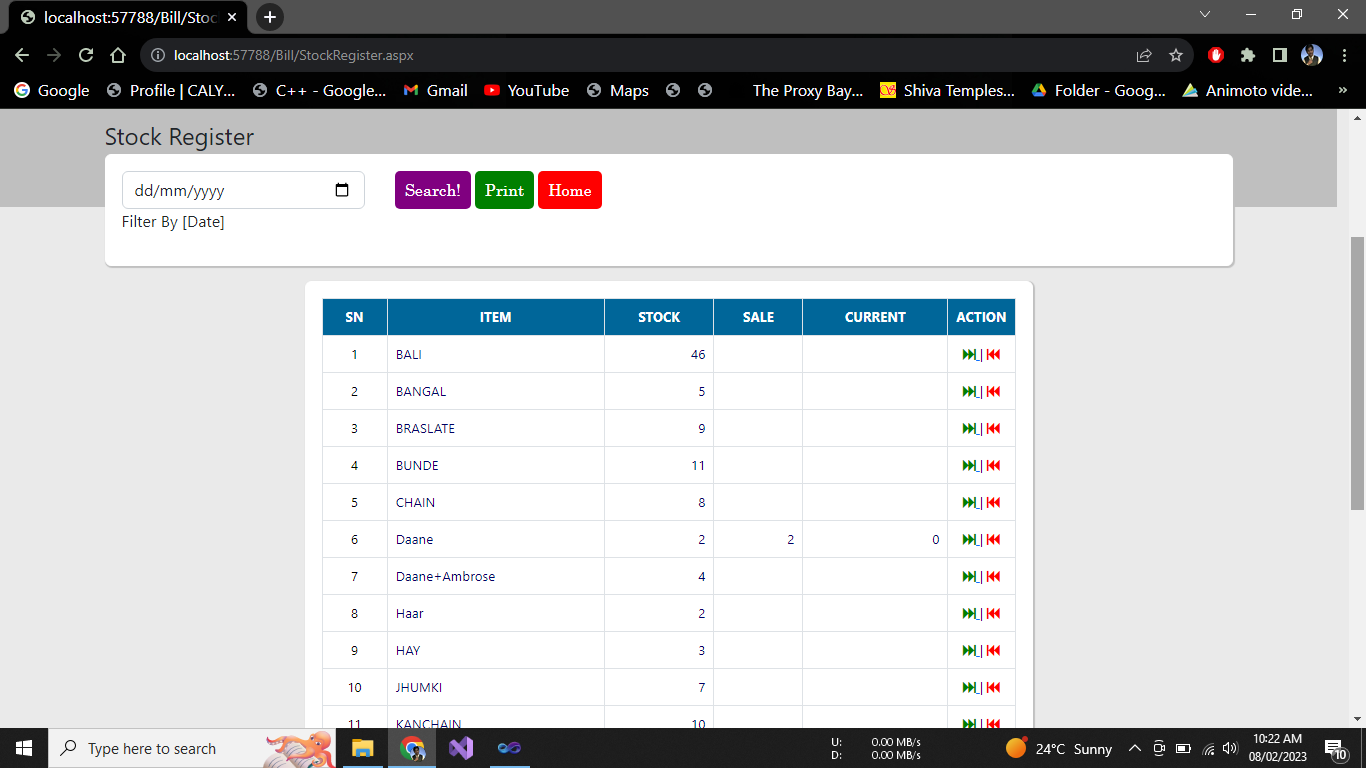 localhost:57788/Bill/Stoc
localhost:57788/Bill/StockRegister.aspx
Google Profile | CALY... C++ - Google... Gmail YouTube Maps The Proxy Bay... Shiva Temples... Folder - Goog... Animoto vide... »
Stock Register
dd/mm/yyyy Search! Print Home
Filter By [Date]
SN ITEM STOCK SALE CURRENT ACTION
1 BALI 46 |
2 BANGAL 5 |
3 BRASLATE 9 |
4 BUNDE 11 |
5 CHAIN 8 |
6 Daane 2 2 0 |
7 Daane+Ambrose 4 |
8 Haar 2 |
9 HAY 3 |
10 JHUMKI 7 |
11 KANCHAIN 10 |
Type here to search U: 0.00 MB/s 24°C Sunny 10:22 AM
D: 0.00 MB/s 08/02/2023 10